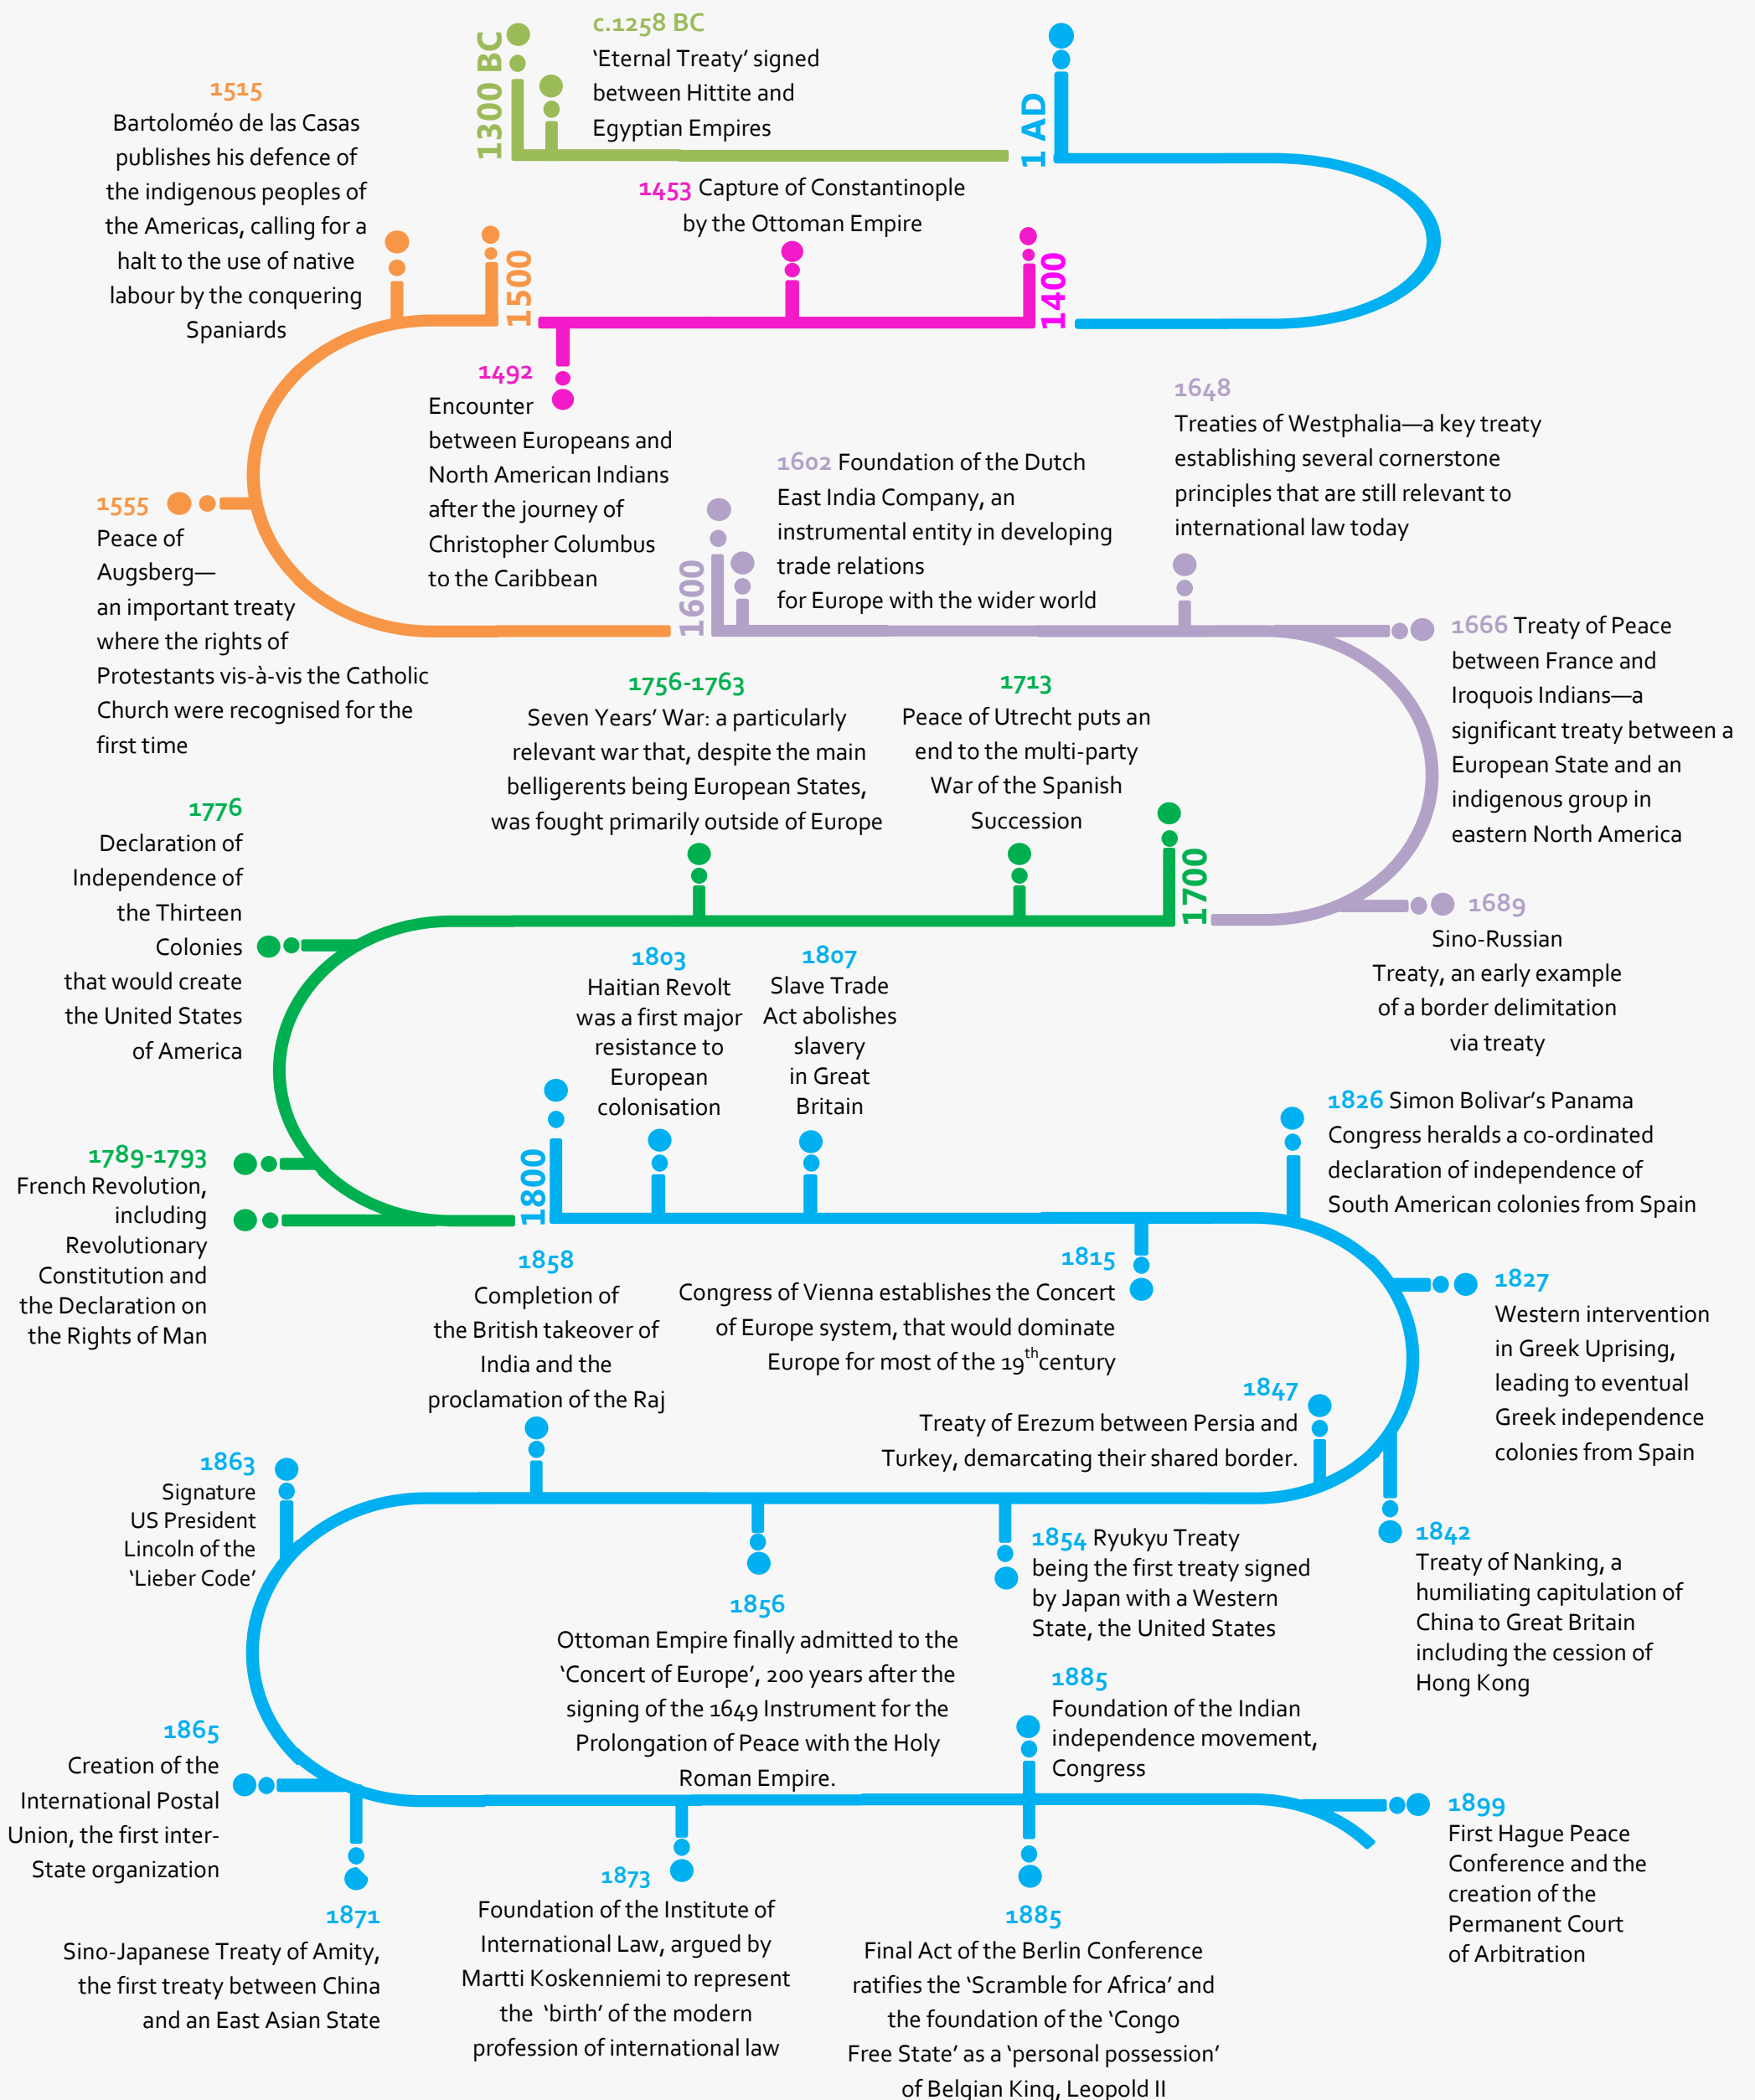 1300 BC
c.1258 BC
‘Eternal Treaty’ signed
between Hittite and
Egyptian Empires
1 AD
1400
1453 Capture of Constantinople
by the Ottoman Empire
1492
Encounter
between Europeans and
North American Indians
after the journey of
Christopher Columbus
to the Caribbean
1500
1515
Bartoloméo de las Casas
publishes his defence of
the indigenous peoples of
the Americas, calling for a
halt to the use of native
labour by the conquering
Spaniards
1555
Peace of
Augsberg—
an important treaty
where the rights of
Protestants vis-à-vis the Catholic
Church were recognised for the
first time
1600
1602 Foundation of the Dutch
East India Company, an
instrumental entity in developing
trade relations
for Europe with the wider world
1648
Treaties of Westphalia—a key treaty
establishing several cornerstone
principles that are still relevant to
international law today
1666 Treaty of Peace
between France and
Iroquois Indians—a
significant treaty between a
European State and an
indigenous group in
eastern North America
1689
Sino-Russian
Treaty, an early example
of a border delimitation
via treaty
1700
1713
Peace of Utrecht puts an
end to the multi-party
War of the Spanish
Succession
1756-1763
Seven Years’ War: a particularly
relevant war that, despite the main
belligerents being European States,
was fought primarily outside of Europe
1776
Declaration of
Independence of
the Thirteen
Colonies
that would create
the United States
of America
1789-1793
French Revolution,
including
Revolutionary
Constitution and
the Declaration on
the Rights of Man
1800
1803
Haitian Revolt
was a first major
resistance to
European
colonisation
1807
Slave Trade
Act abolishes
slavery
in Great
Britain
1815
Congress of Vienna establishes the Concert
of Europe system, that would dominate
Europe for most of the 19th century
1826 Simon Bolivar’s Panama
Congress heralds a co-ordinated
declaration of independence of
South American colonies from Spain
1827
Western intervention
in Greek Uprising,
leading to eventual
Greek independence
colonies from Spain
1842
Treaty of Nanking, a
humiliating capitulation of
China to Great Britain
including the cession of
Hong Kong
1847
Treaty of Erezum between Persia and
Turkey, demarcating their shared border.
1854 Ryukyu Treaty
being the first treaty signed
by Japan with a Western
State, the United States
1856
Ottoman Empire finally admitted to the
‘Concert of Europe’, 200 years after the
signing of the 1649 Instrument for the
Prolongation of Peace with the Holy
Roman Empire.
1858
Completion of
the British takeover of
India and the
proclamation of the Raj
1863
Signature
US President
Lincoln of the
‘Lieber Code’
1865
Creation of the
International Postal
Union, the first inter-
State organization
1871
Sino-Japanese Treaty of Amity,
the first treaty between China
and an East Asian State
1873
Foundation of the Institute of
International Law, argued by
Martti Koskenniemi to represent
the ‘birth’ of the modern
profession of international law
1885
Foundation of the Indian
independence movement,
Congress
1885
Final Act of the Berlin Conference
ratifies the ‘Scramble for Africa’ and
the foundation of the ‘Congo
Free State’ as a ‘personal possession’
of Belgian King, Leopold II
1899
First Hague Peace
Conference and the
creation of the
Permanent Court
of Arbitration